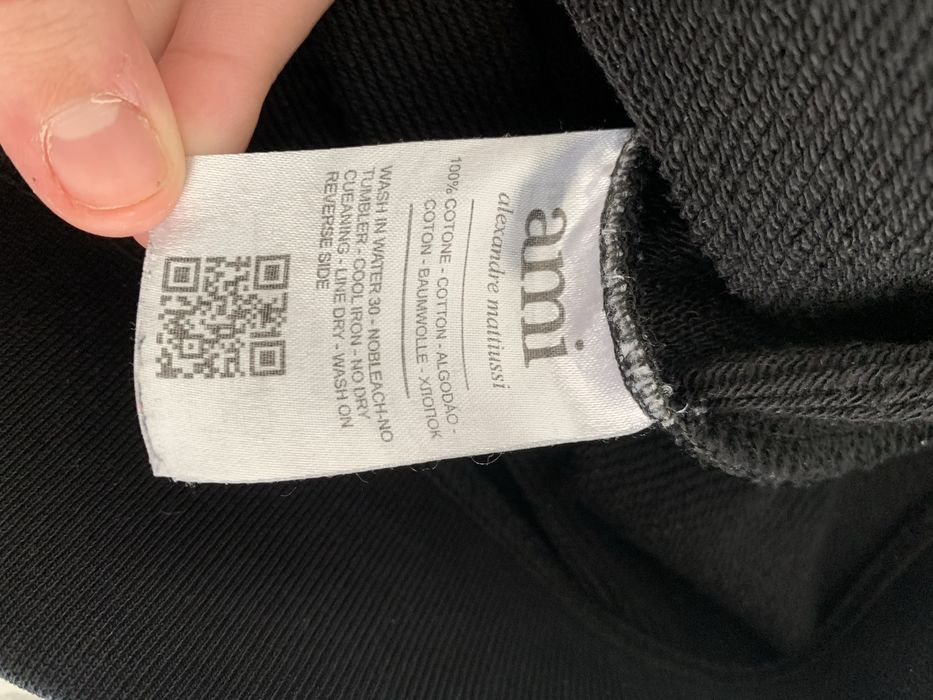 ami
alexandre mattiussi
100% COTONE - COTTON - ALGODÃO -
COTON - BAUMWOLLE - ХЛОПОК
WASH IN WATER 30 - NOBLEACH-NO
TUMBLER - COOL IRON - NO DRY
CUEANING - LINE DRY - WASH ON
REVERSE SIDE